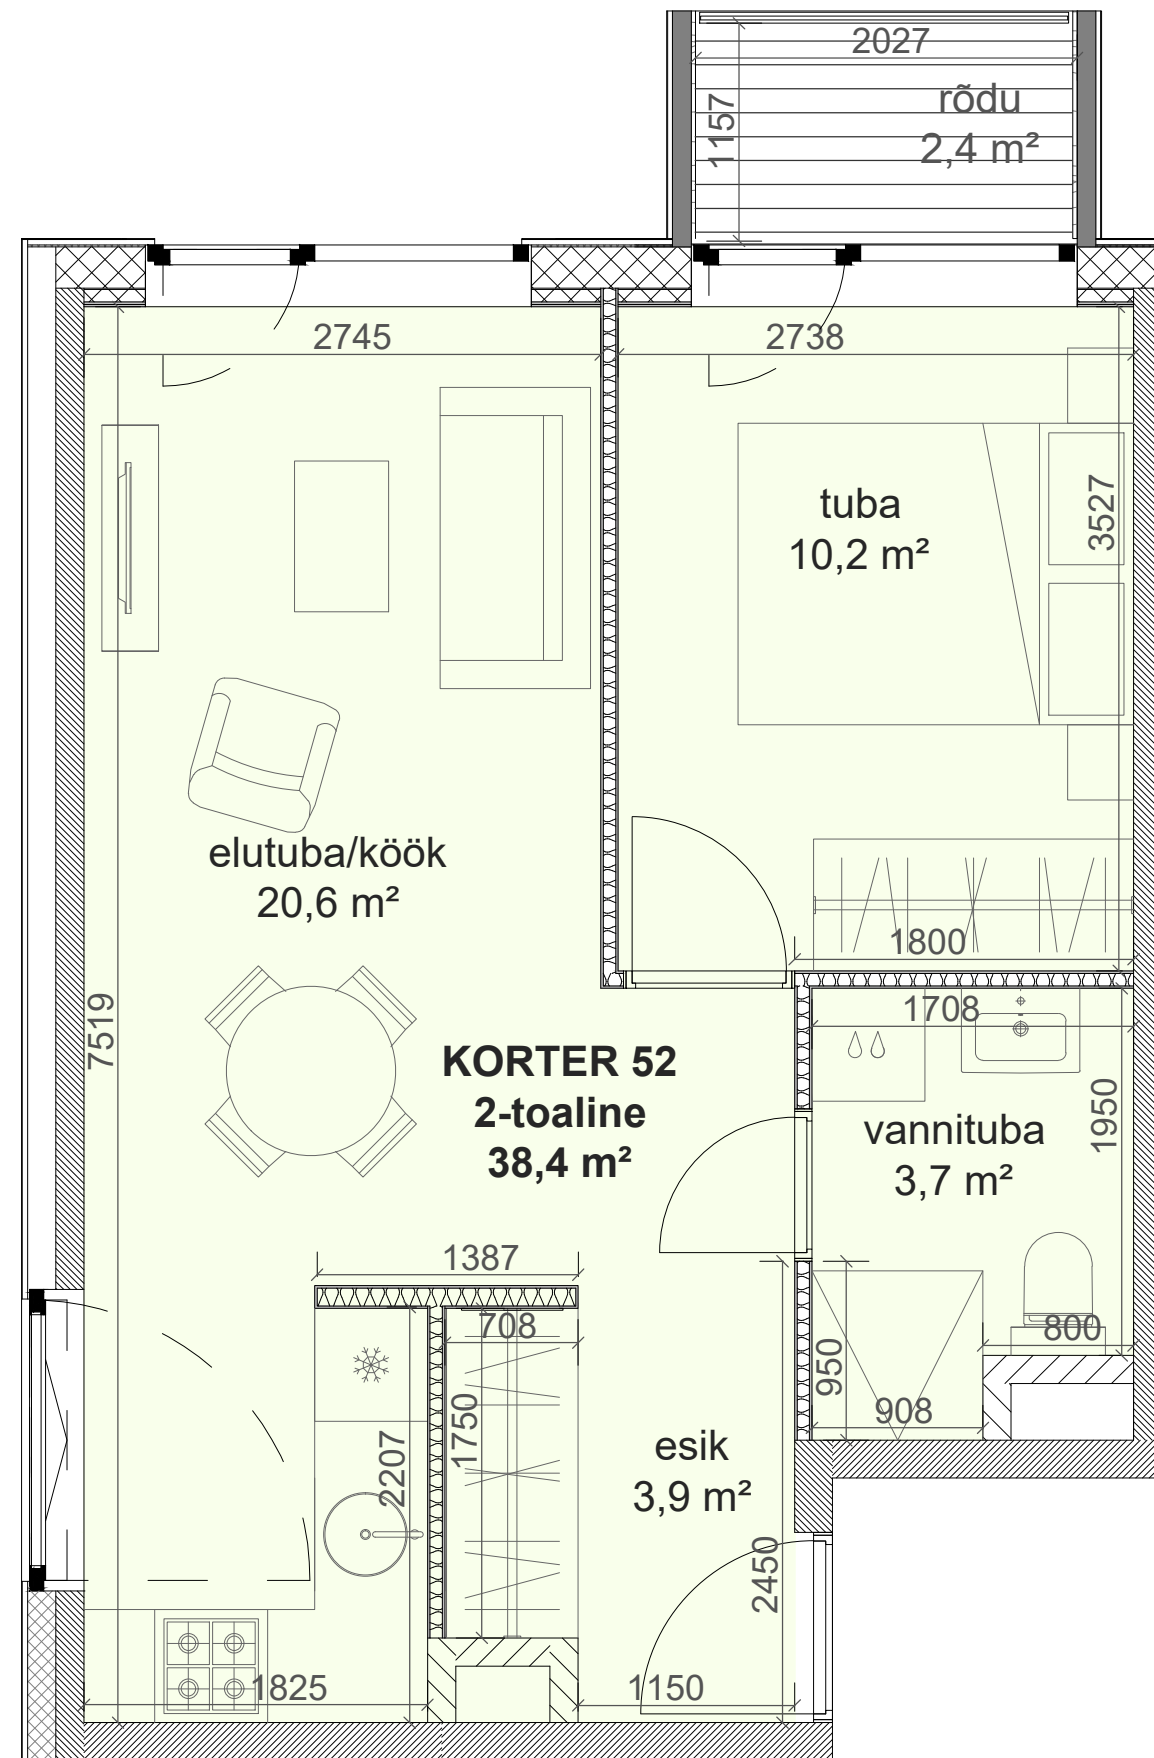 2027
rõdu
1157
2,4 m²
2745
2738
tuba
10,2 m²
3527
elutuba/köök
20,6 m²
1800
7519
1708
KORTER 52
2-toaline
38,4 m²
1950
vannituba
3,7 m²
1387
708
800
950
908
1750
2207
esik
3,9 m²
2450
1825
1150